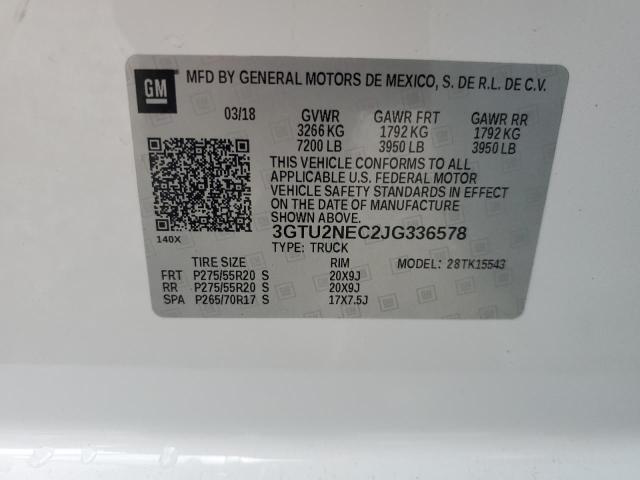 GM
MFD BY GENERAL MOTORS DE MEXICO, S. DE R.L. DE C.V.
03/18 GVWR GAWR FRT GAWR RR
3266 KG 1792 KG 1792 KG
7200 LB 3950 LB 3950 LB
THIS VEHICLE CONFORMS TO ALL
APPLICABLE U.S. FEDERAL MOTOR
VEHICLE SAFETY STANDARDS IN EFFECT
ON THE DATE OF MANUFACTURE
SHOWN ABOVE.
140X 3GTU2NEC2JG336578
TYPE: TRUCK
TIRE SIZE RIM MODEL: 28TK15543
FRT P275/55R20 S 20X9J
RR P275/55R20 S 20X9J
SPA P265/70R17 S 17X7.5J